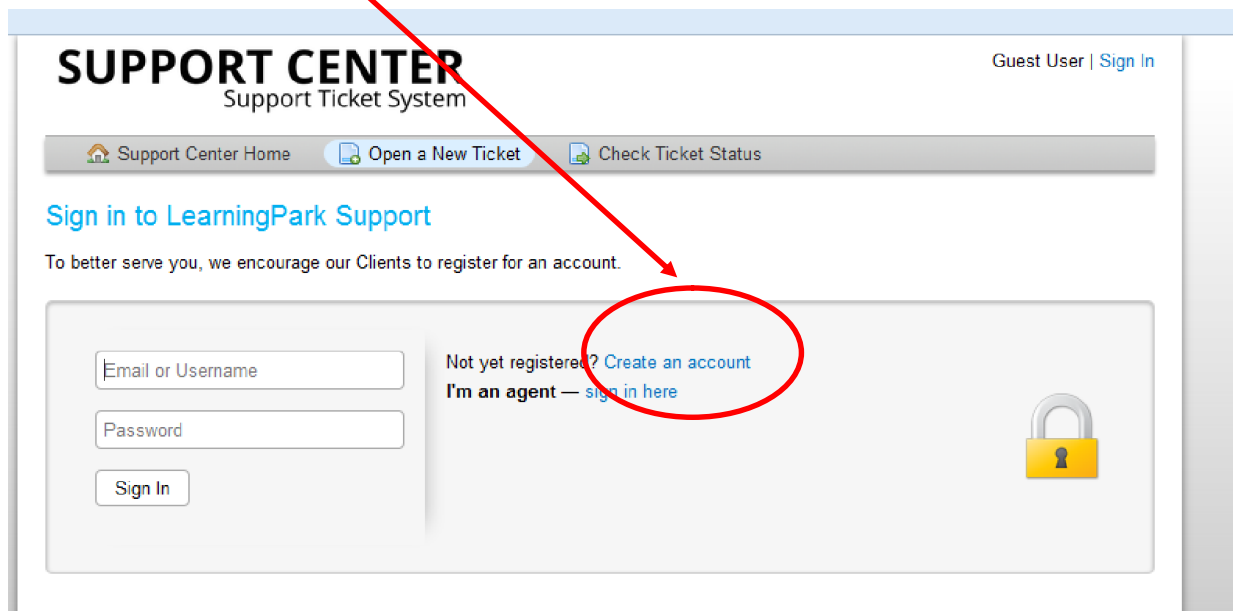 SUPPORT CENTER
Support Ticket System
Guest User | Sign In
Support Center Home
Open a New Ticket
Check Ticket Status
Sign in to LearningPark Support
To better serve you, we encourage our Clients to register for an account.
Email or Username
Password
Sign In
Not yet registered? Create an account
I'm an agent — sign in here